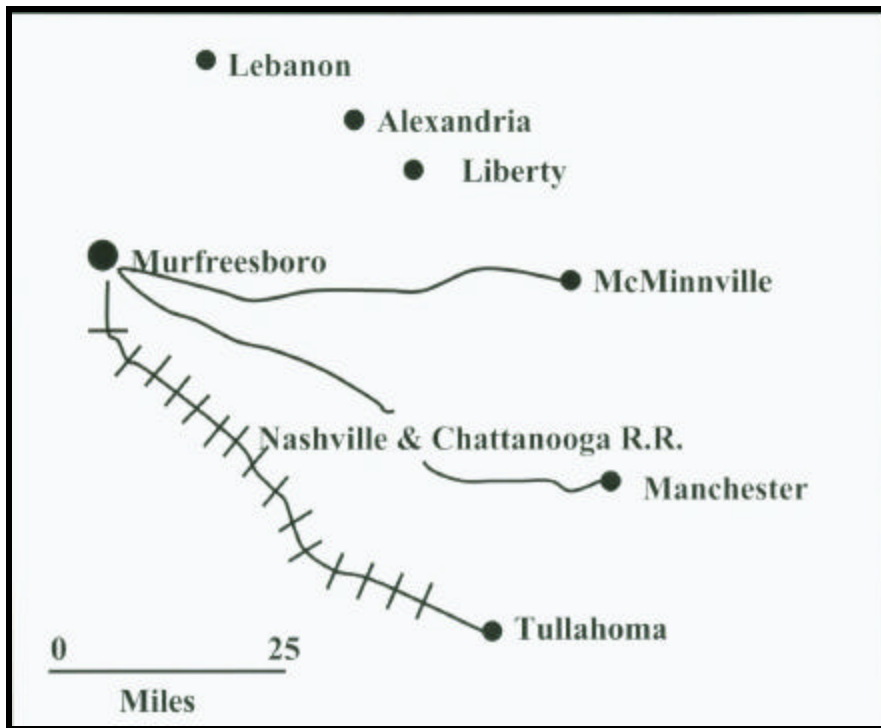 Lebanon
Alexandria
Liberty
Murfreesboro
McMinnville
Nashville & Chattanooga R.R.
Manchester
Tullahoma
0 25
Miles